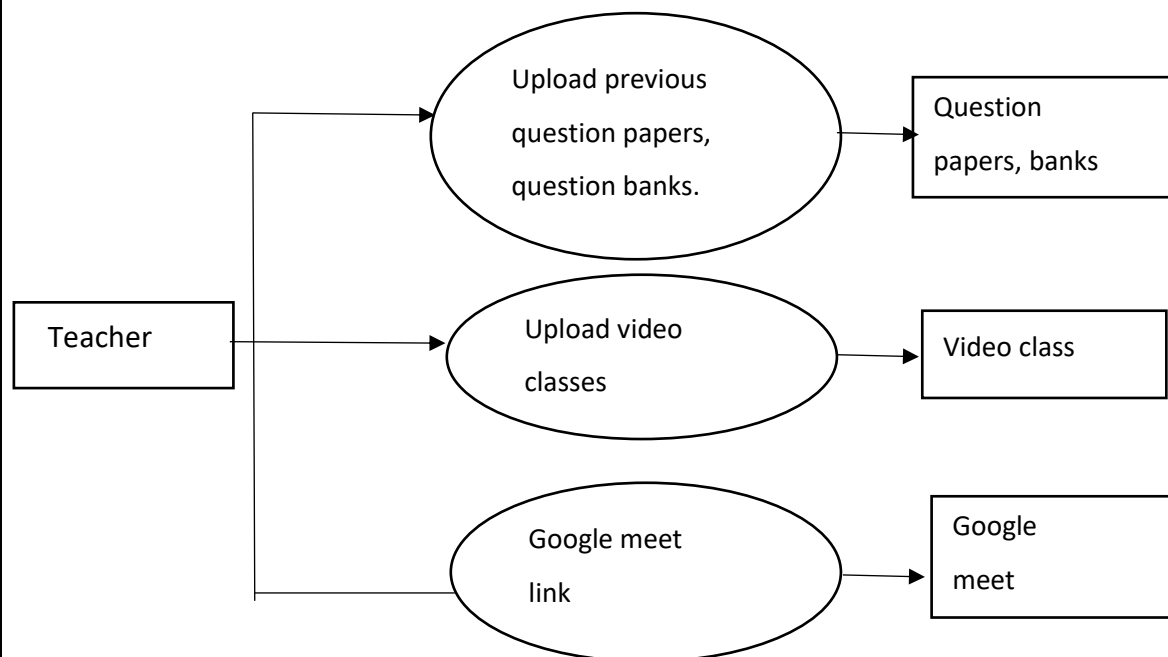 Upload previous
question papers,
question banks.
Question
papers, banks
Teacher
Upload video
classes
Video class
Google meet
link
Google
meet